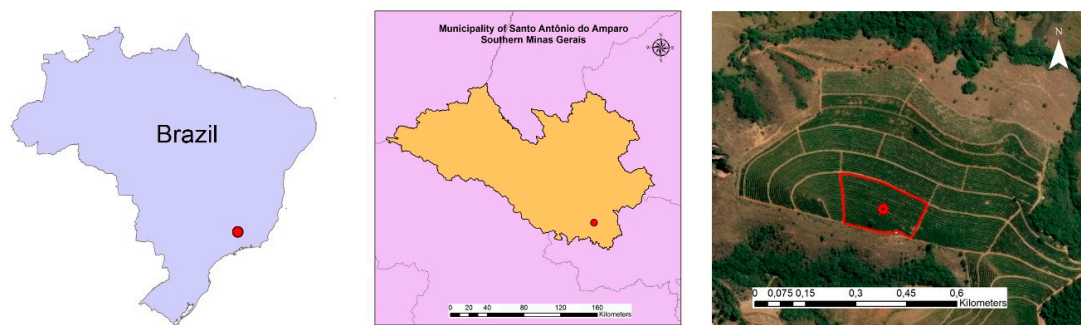 Brazil
Municipality of Santo Antônio do Amparo
Southern Minas Gerais
N
W
E
S
0 20 40 80 120 160
Kilometers
N
0 0,075 0,15 0,3 0,45 0,6
Kilometers